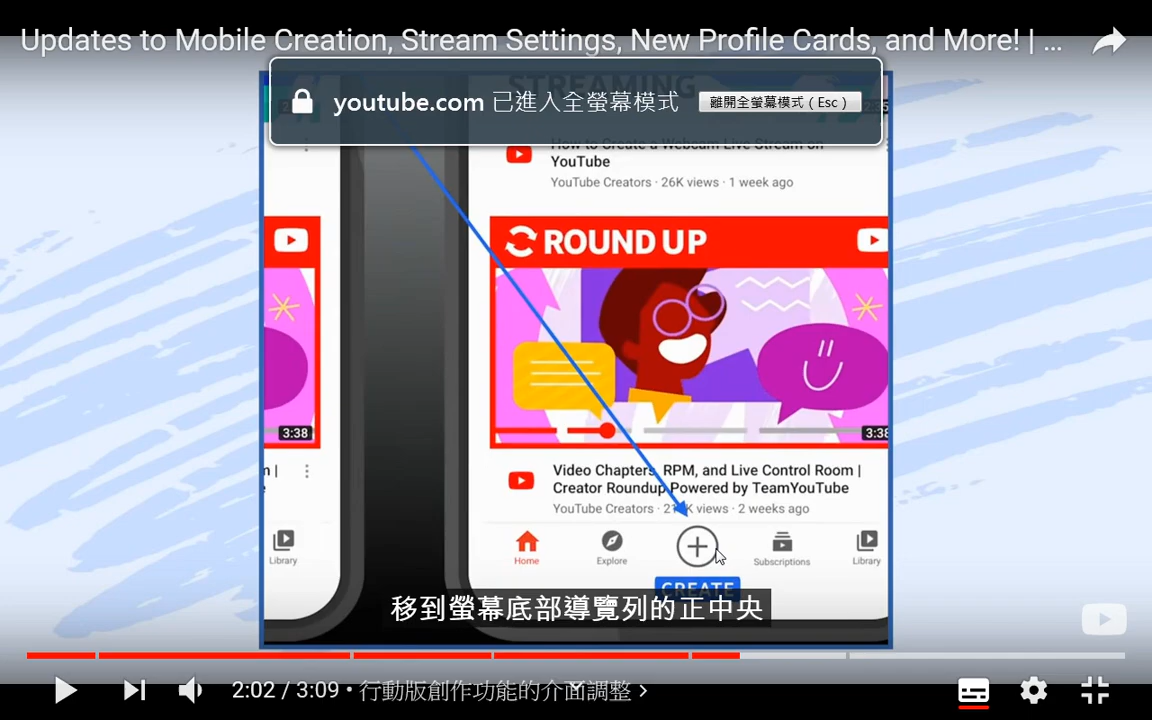 Updates to Mobile Creation, Stream Settings, New Profile Cards, and More! | ...
STREAMING
youtube.com 已進入全螢幕模式
離開全螢幕模式（Esc）
How to Create a Webcam Live Stream on
YouTube
YouTube Creators · 26K views · 1 week ago
ROUND UP
3:38
3:38
Video Chapters, RPM, and Live Control Room |
Creator Roundup Powered by TeamYouTube
YouTube Creators · views · 2 weeks ago
Library
Home
Explore
Subscriptions
Library
CREATE
移到螢幕底部導覽列的正中央
2:02 / 3:09 • 行動版創作功能的介面調整 ›